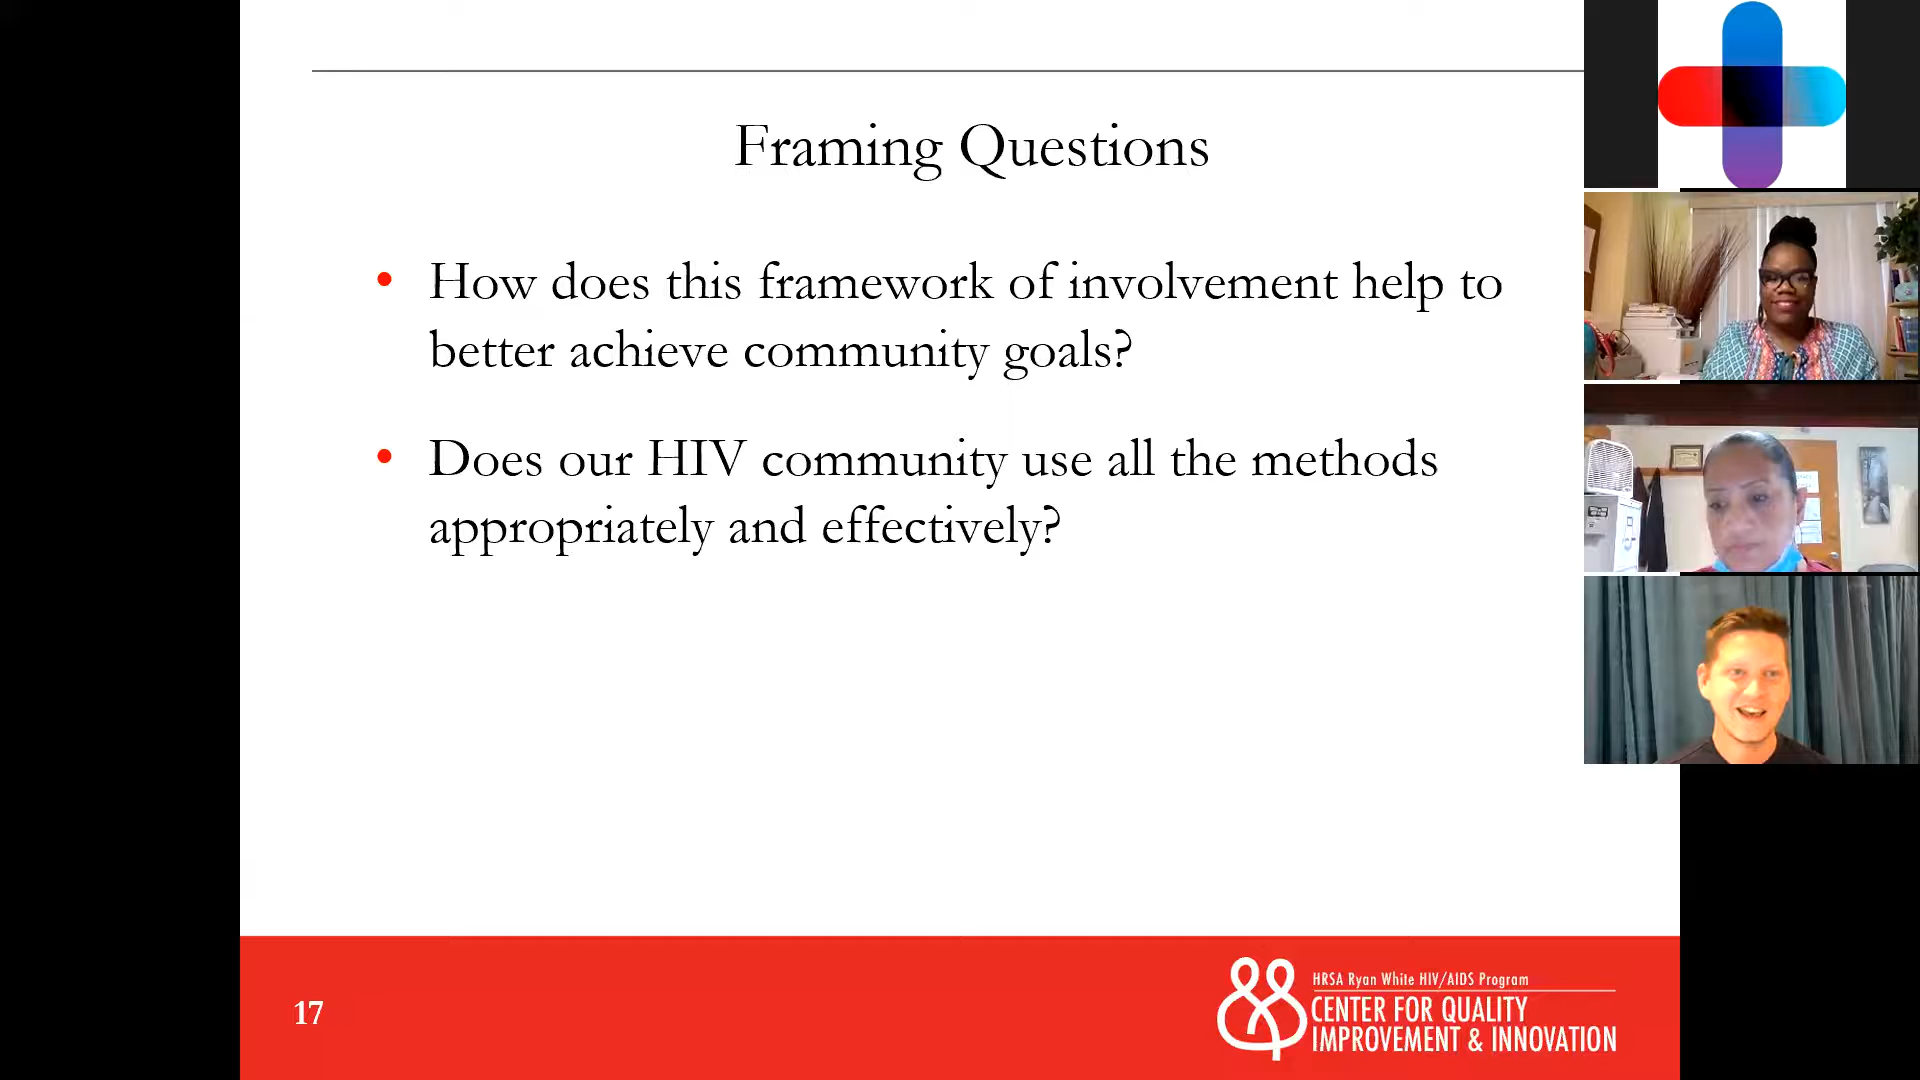 Framing Questions
• How does this framework of involvement help to
better achieve community goals?
• Does our HIV community use all the methods
appropriately and effectively?
17
HRSA Ryan White HIV/AIDS Program
CENTER FOR QUALITY
IMPROVEMENT & INNOVATION